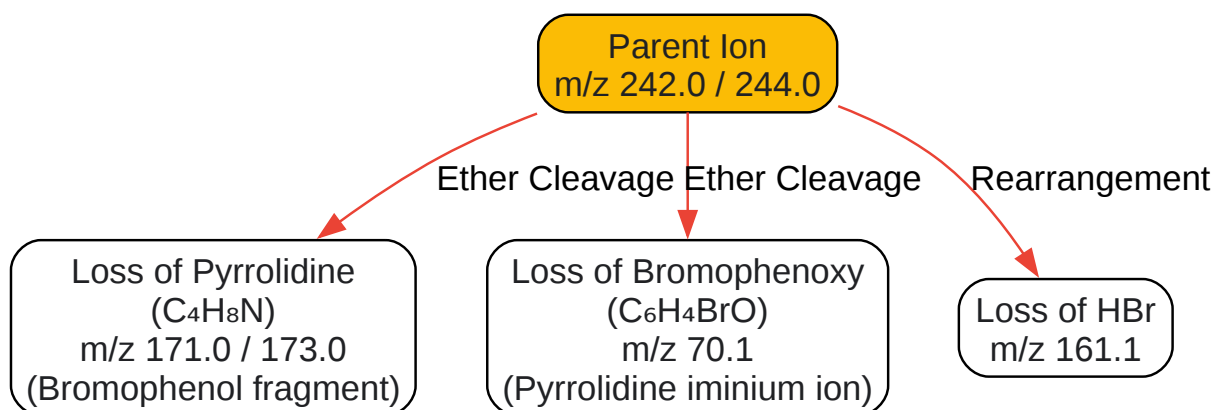 Parent Ion
m/z 242.0 / 244.0
Ether Cleavage
Ether Cleavage
Rearrangement
Loss of Pyrrolidine
(C₄H₈N)
m/z 171.0 / 173.0
(Bromophenol fragment)
Loss of Bromophenoxy
(C₆H₄BrO)
m/z 70.1
(Pyrrolidine iminium ion)
Loss of HBr
m/z 161.1